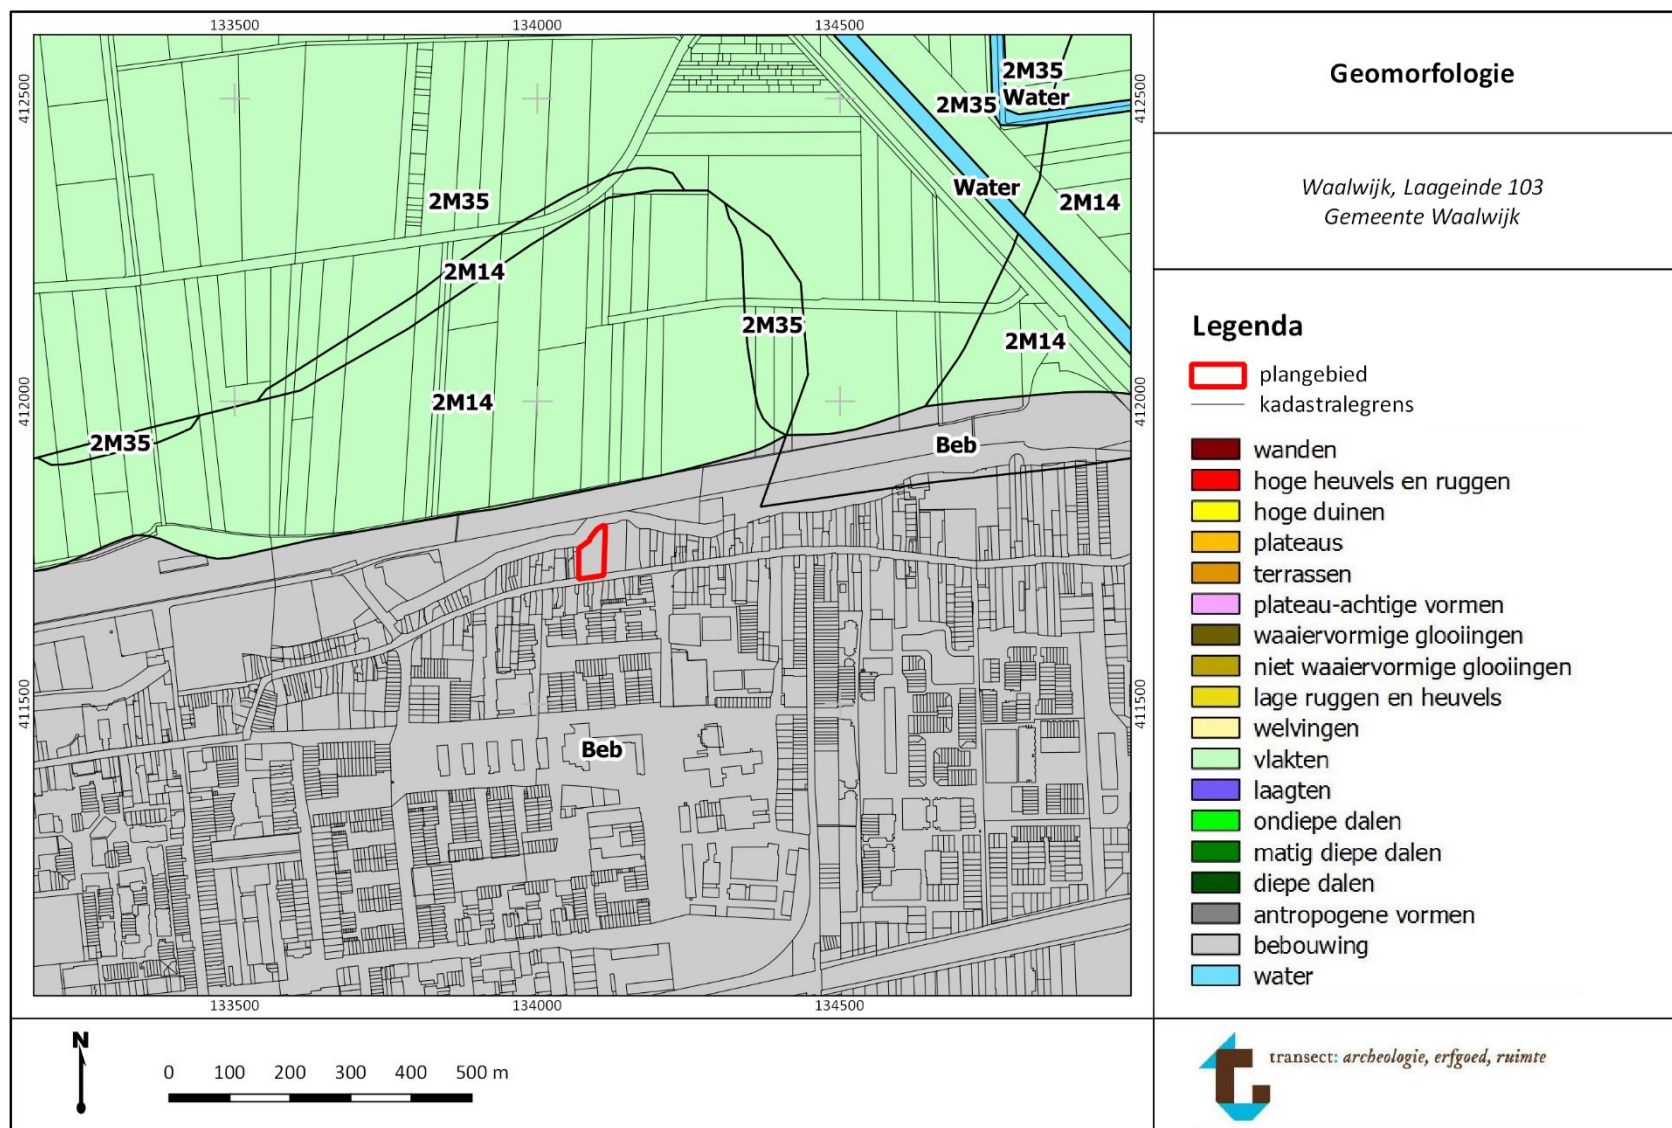 133500 134000 134500
412500 412500
412000 412000
411500 411500
2M35
Water
2M35
Water
2M14
2M35
2M14
2M35
2M14
2M14
2M35
Beb
Beb
133500 134000 134500
Geomorfologie
Waalwijk, Laageinde 103
Gemeente Waalwijk
Legenda
plangebied
kadastralegrens
wanden
hoge heuvels en ruggen
hoge duinen
plateaus
terrassen
plateau-achtige vormen
waaiervormige glooiingen
niet waaiervormige glooiingen
lage ruggen en heuvels
welvingen
vlakten
laagten
ondiepe dalen
matig diepe dalen
diepe dalen
antropogene vormen
bebouwing
water
N
0 100 200 300 400 500 m
transect: archeologie, erfgoed, ruimte